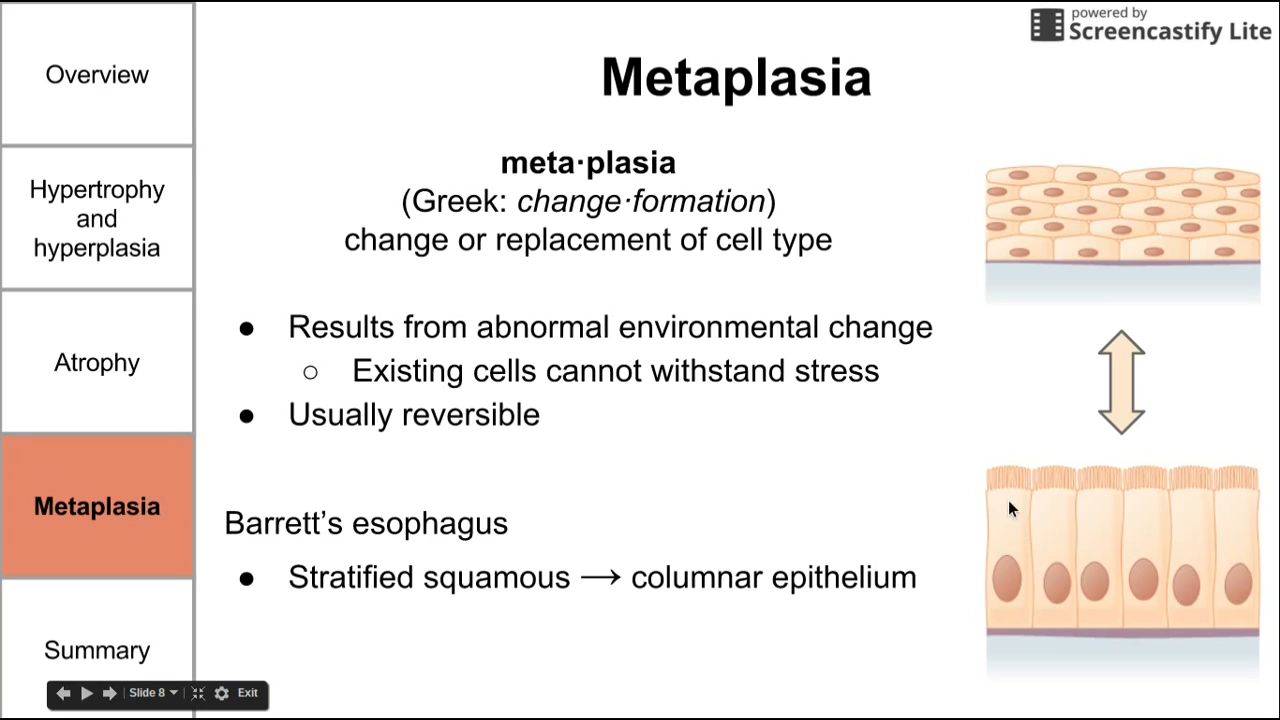 powered by
Screencastify Lite
Overview
Hypertrophy
and
hyperplasia
Atrophy
Metaplasia
Summary
Metaplasia
meta·plasia
(Greek: change·formation)
change or replacement of cell type
● Results from abnormal environmental change
○ Existing cells cannot withstand stress
● Usually reversible
Barrett’s esophagus
● Stratified squamous → columnar epithelium
Slide 8 Exit